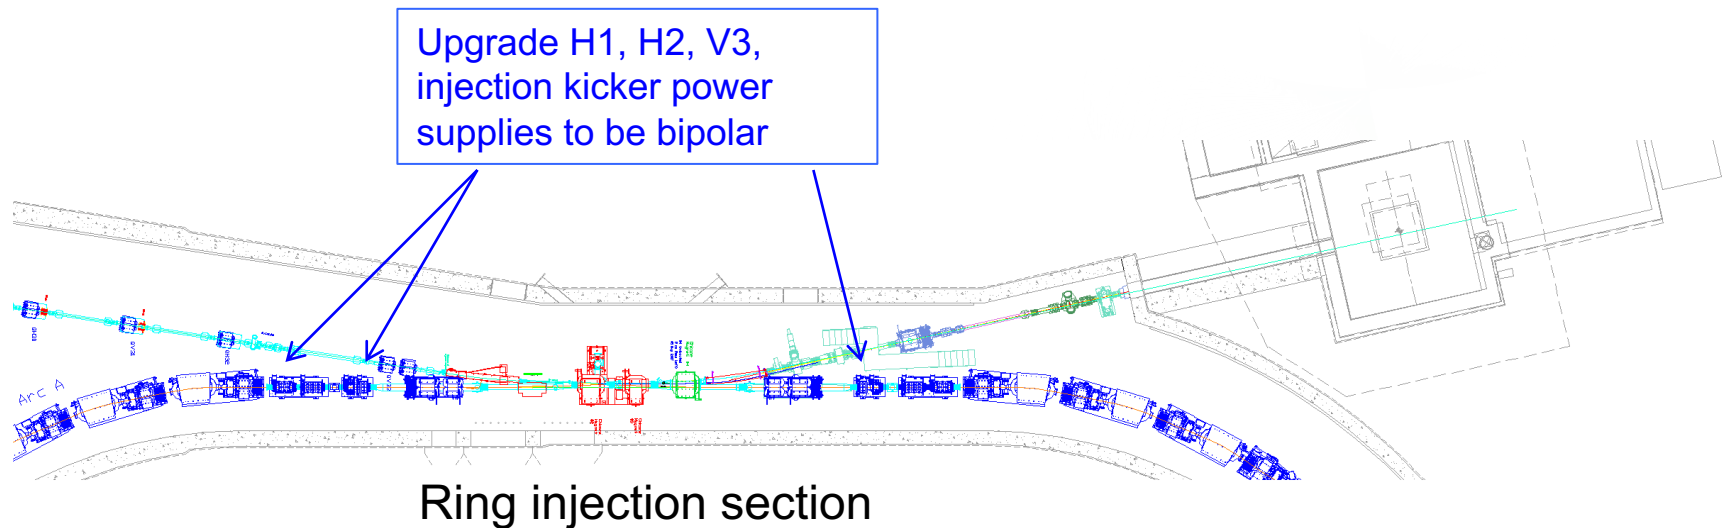 Upgrade H1, H2, V3,
injection kicker power
supplies to be bipolar
Arc A
Ring injection section